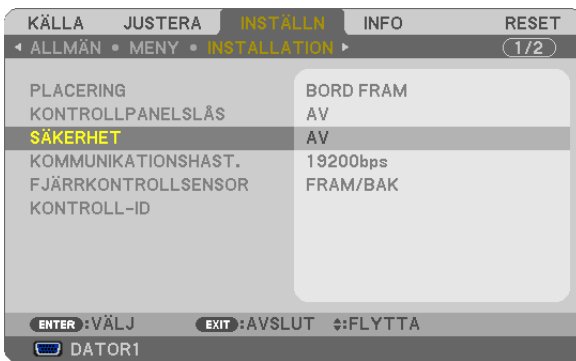 KÄLLA JUSTERA INSTÄLLN INFO RESET
ALLMÄN • MENY • INSTALLATION 1/2
PLACERING BORD FRAM
KONTROLLPANELSLÅS AV
SÄKERHET AV
KOMMUNIKATIONSHAST. 19200bps
FJÄRRKONTROLLSENSOR FRAM/BAK
KONTROLL-ID
ENTER :VÄLJ EXIT :AVSLUT :FLYTTA
DATOR1